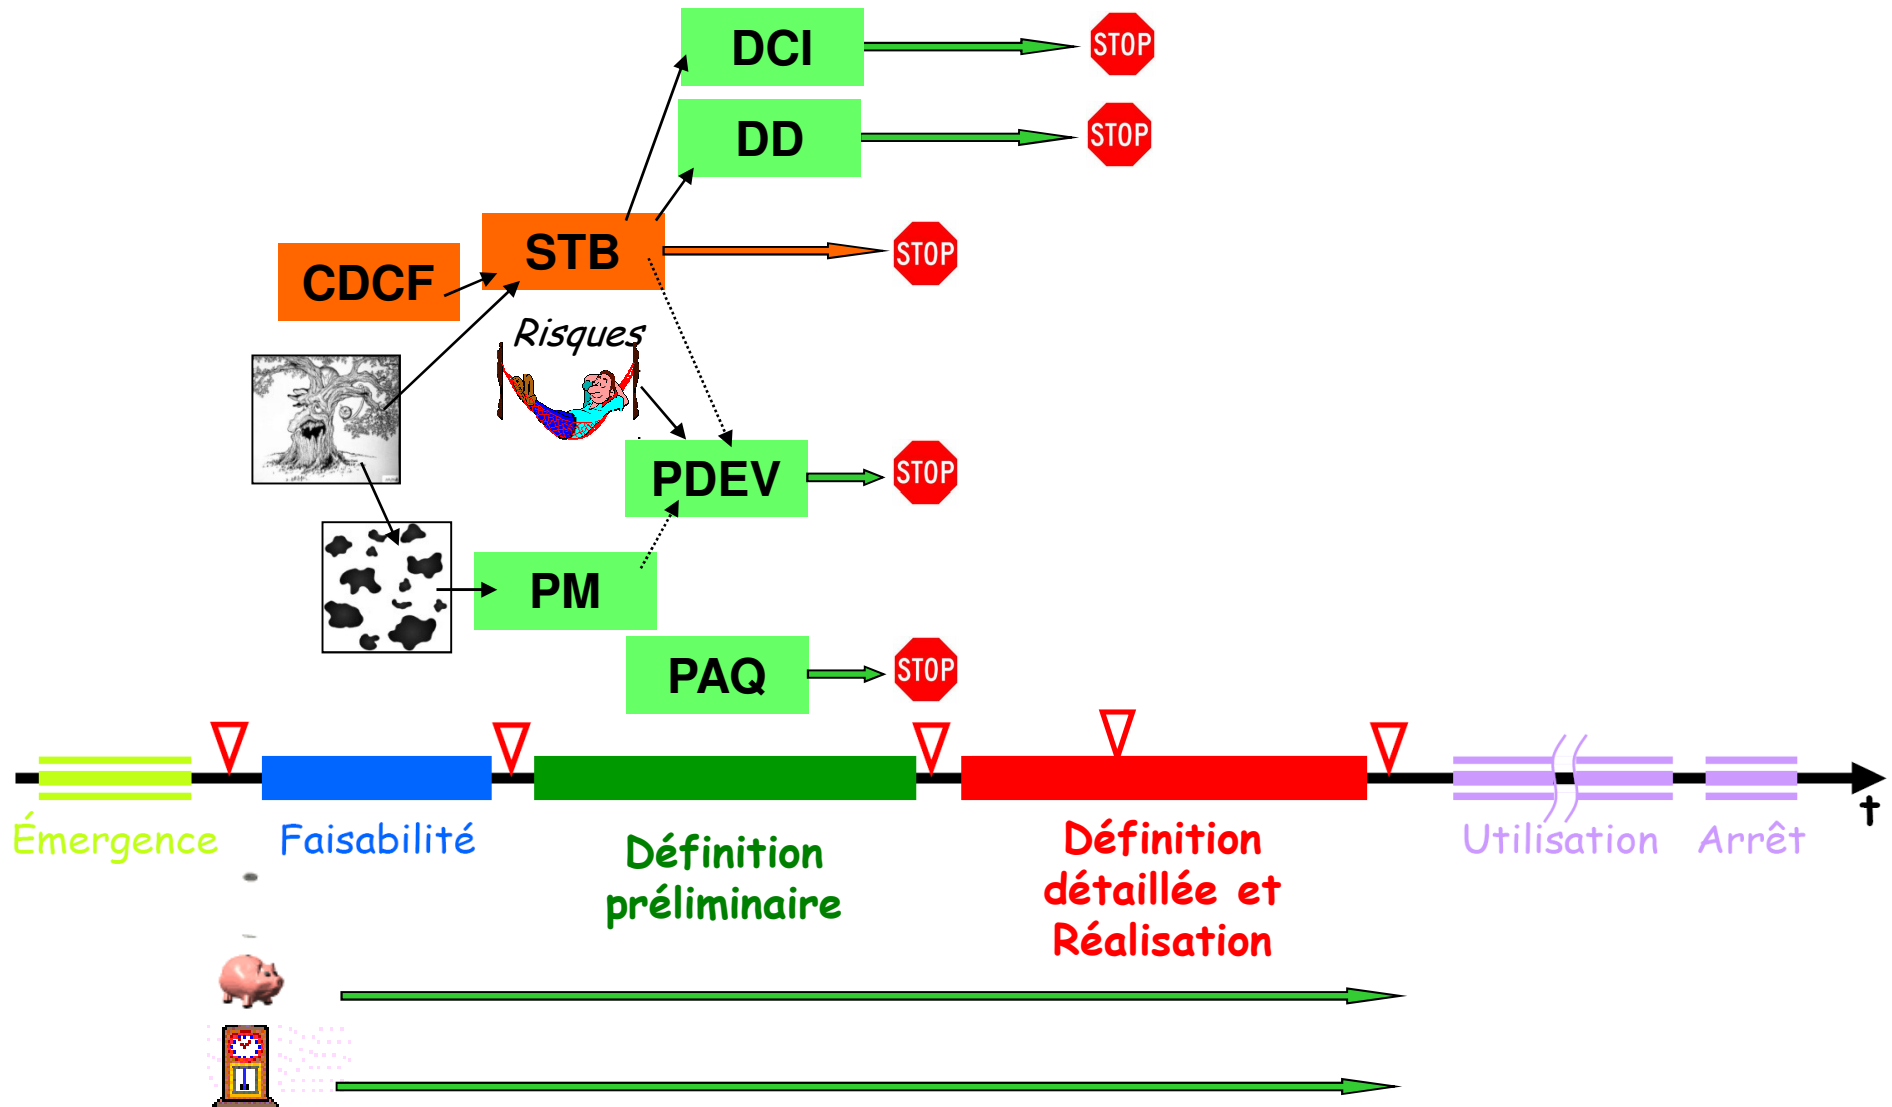 DCI
STOP
DD
STOP
STB
STOP
CDCF
Risques
PDEV
STOP
PM
PAQ
STOP
Émergence
Faisabilité
Définition
préliminaire
Définition
détaillée et
Réalisation
Utilisation
Arrêt
t